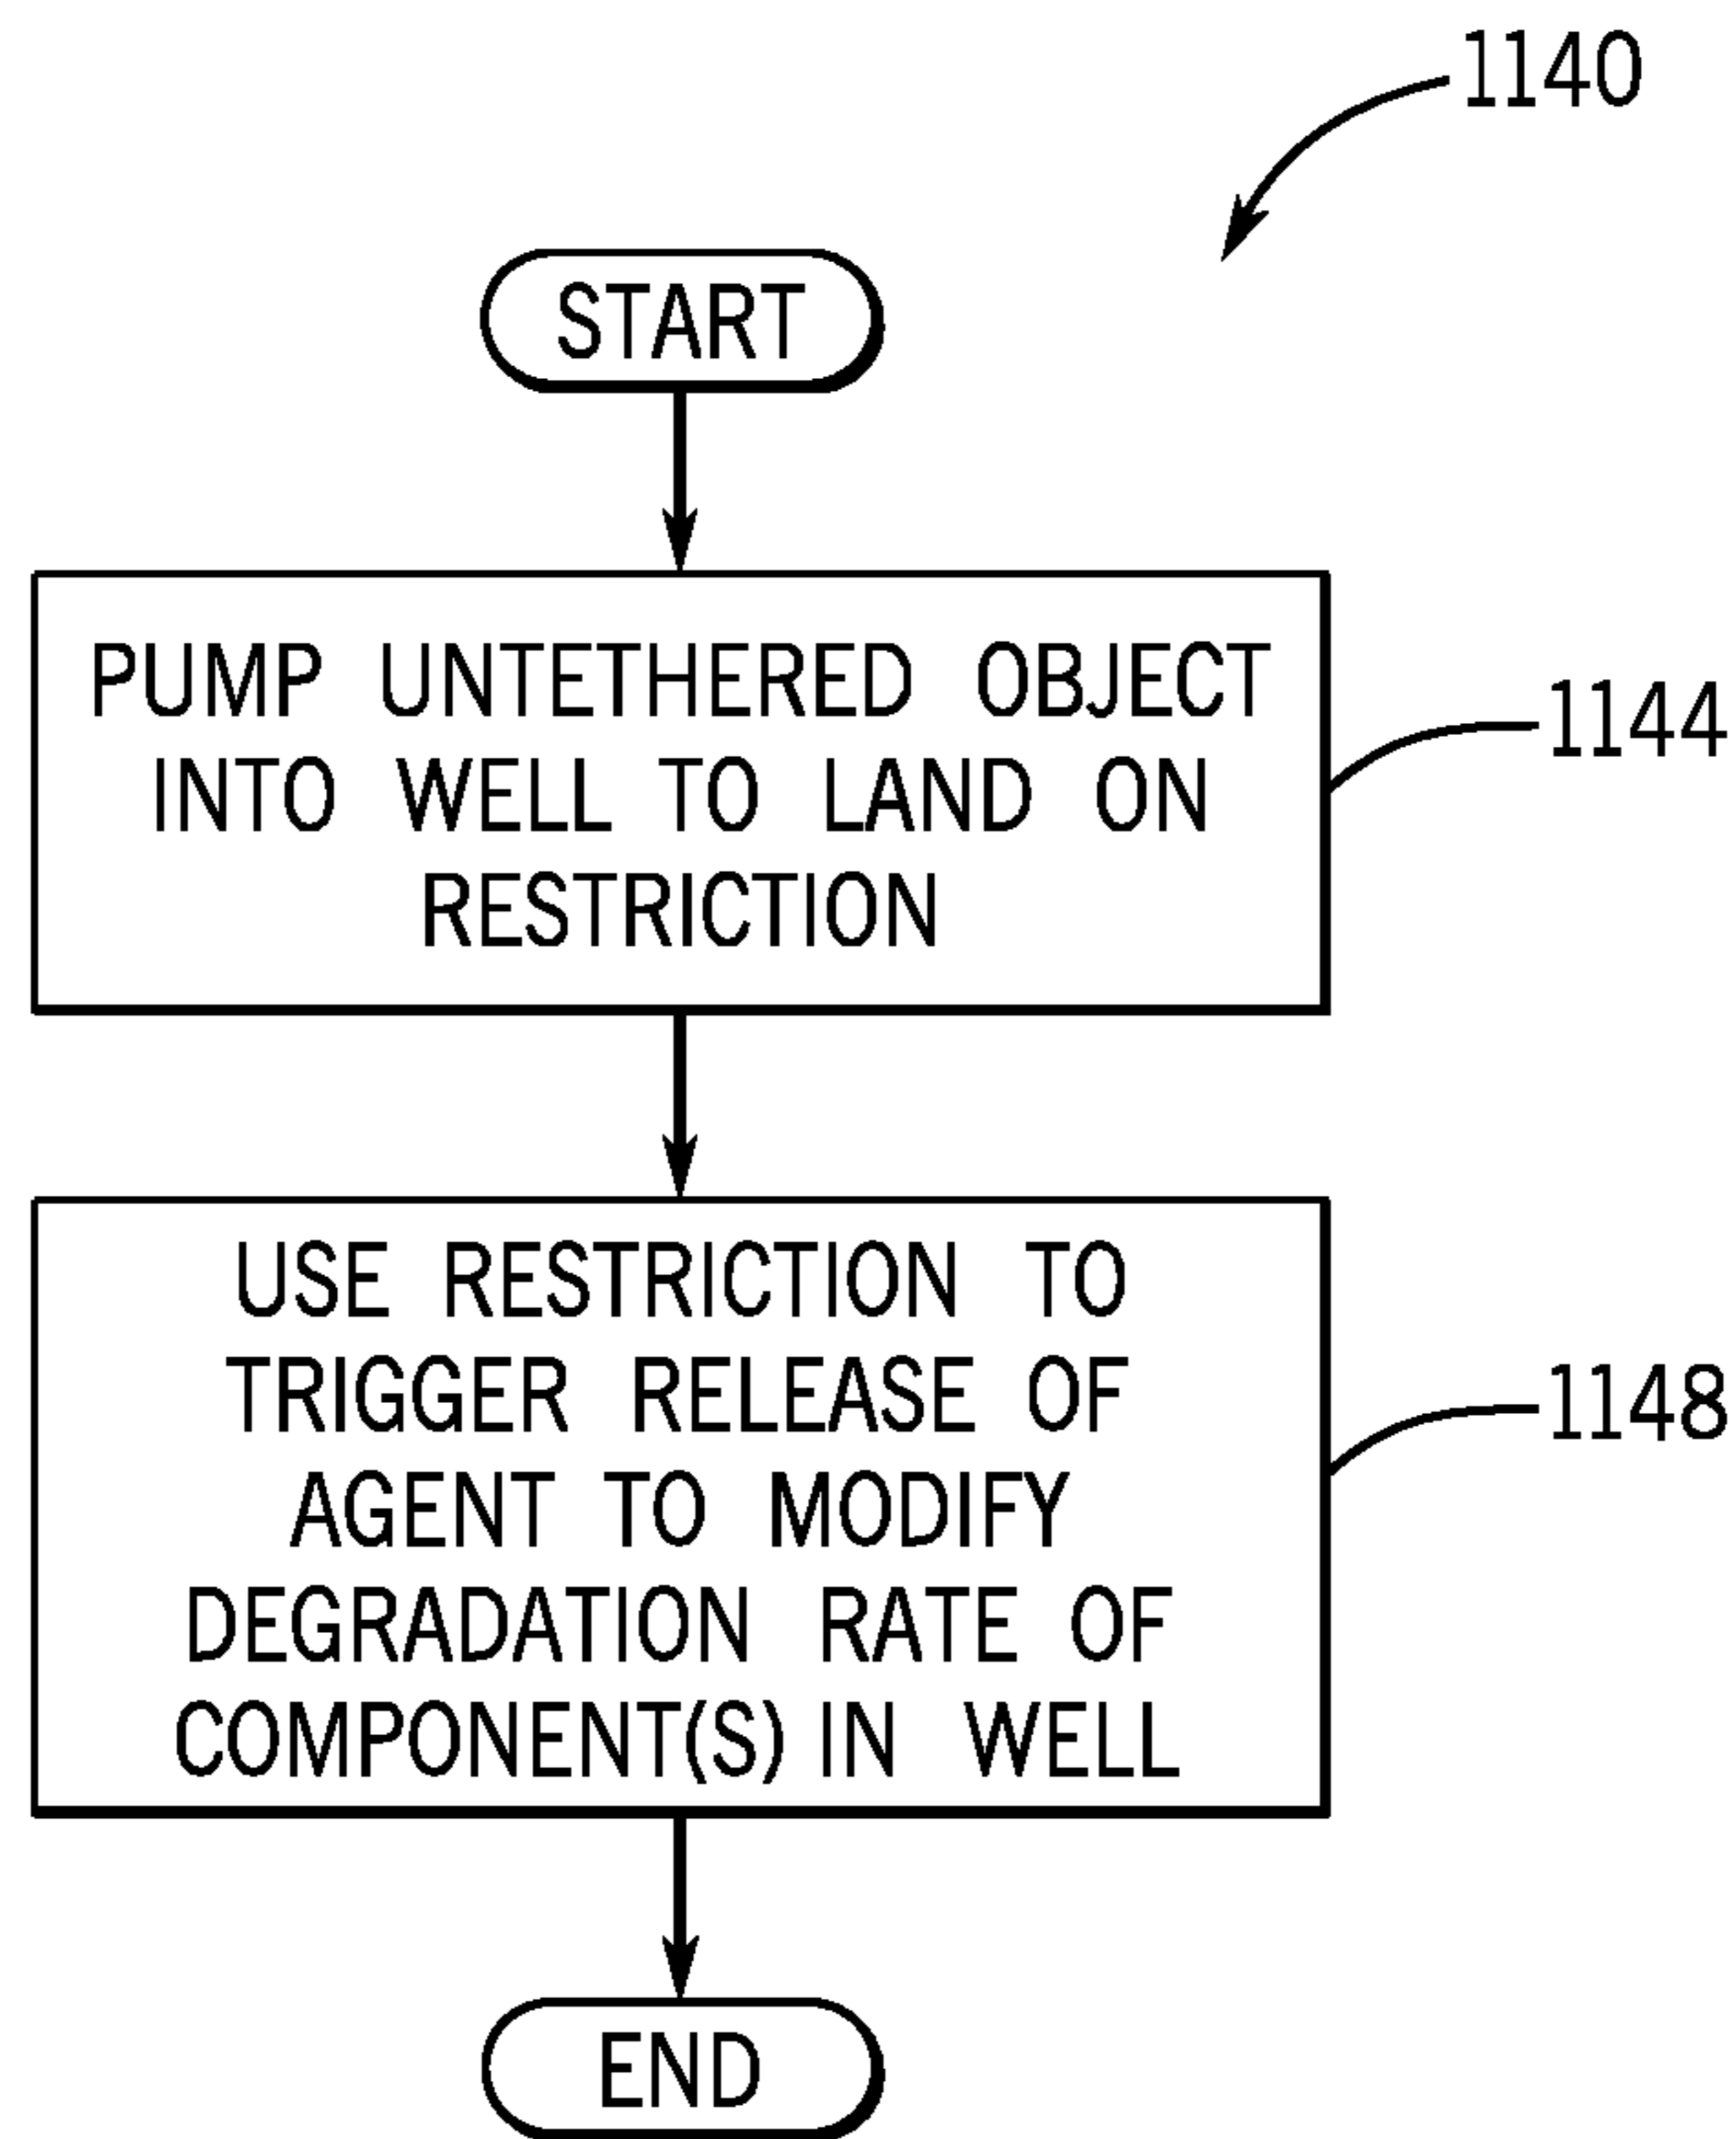 1140
START
PUMP UNTETHERED OBJECT
INTO WELL TO LAND ON
RESTRICTION
1144
USE RESTRICTION TO
TRIGGER RELEASE OF
AGENT TO MODIFY
DEGRADATION RATE OF
COMPONENT(S) IN WELL
1148
END